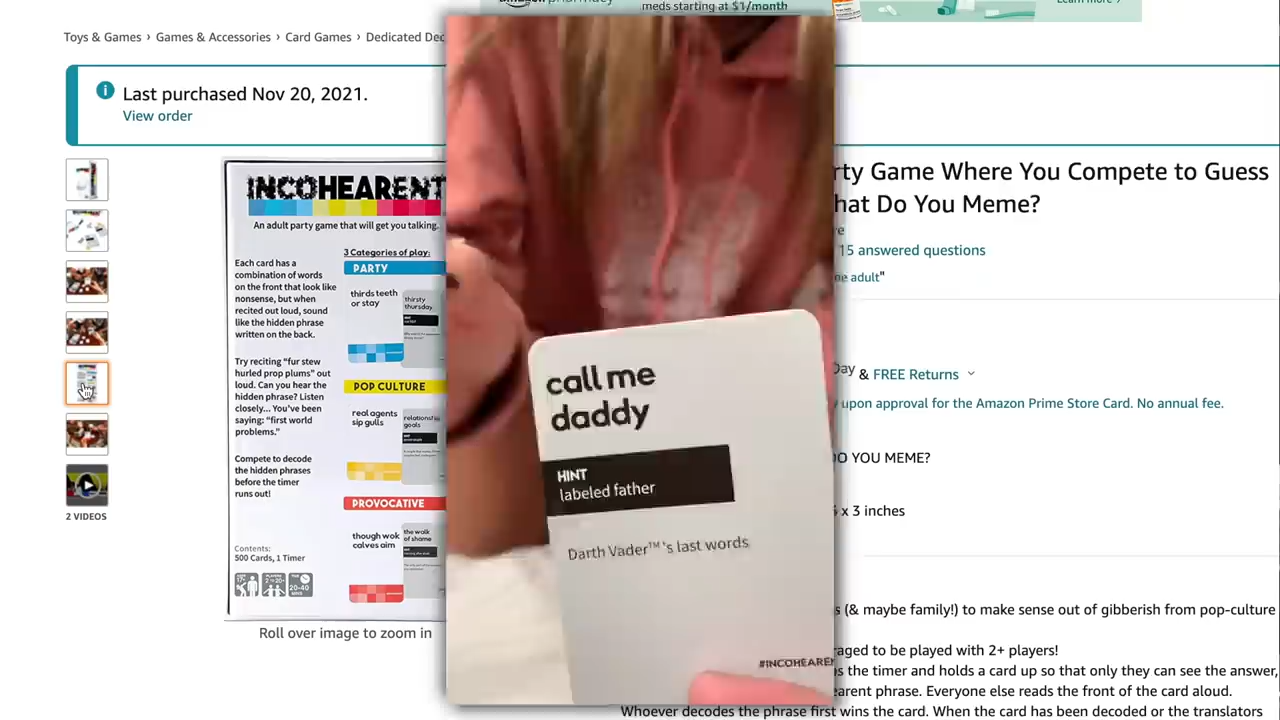 meds starting at $1/month
Learn more
Toys & Games › Games & Accessories › Card Games › Dedicated Dec
Last purchased Nov 20, 2021.
View order
rty Game Where You Compete to Guess
hat Do You Meme?
15 answered questions
adult"
Day & FREE Returns
upon approval for the Amazon Prime Store Card. No annual fee.
DO YOU MEME?
x 3 inches
s (& maybe family!) to make sense out of gibberish from pop-culture
raged to be played with 2+ players!
ns the timer and holds a card up so that only they can see the answer,
earent phrase. Everyone else reads the front of the card aloud.
Whoever decodes the phrase first wins the card. When the card has been decoded or the translators
2 VIDEOS
INCOHEARENT
An adult party game that will get you talking.
Each card has a
combination of words
on the front that look like
nonsense, but when
recited out loud, sound
like the hidden phrase
written on the back.
Try reciting “fur stew
hurled prop plums” out
loud. Can you hear the
hidden phrase? Listen
closely... You've been
saying: “first world
problems.”
Compete to decode
the hidden phrases
before the timer
runs out!
Contents:
500 Cards, 1 Timer
3 Categories of play:
PARTY
thirds teeth
or stay
thirsty
thursday
POP CULTURE
real agents
sip gulls
relationship
goals
PROVOCATIVE
though wok
calves aim
the walk
of shame
20-40
Roll over image to zoom in
call me
daddy
HINT
labeled father
Darth Vader™'s last words
#INCOHEAREN